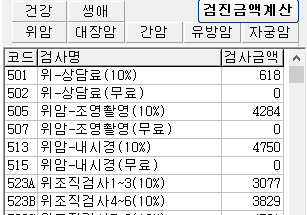 건강 생애 검진금액계산
위암 대장암 간암 유방암 자궁암
코드 검사명 검사금액
501 위-상담료(10%) 618
502 위-상담료(무료) 0
505 위암-조영촬영(10%) 4284
507 위암-조영촬영(무료) 0
513 위암-내시경(10%) 4750
515 위암-내시경(무료) 0
523A 위조직검사1~3(10%) 3077
523B 위조직검사4~6(10%) 3829